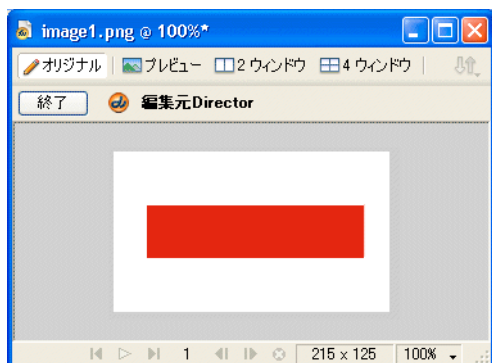 image1.png @ 100%*
オリジナル プレビュー 2 ウィンドウ 4 ウィンドウ
終了 編集元Director
1 215 x 125 100%